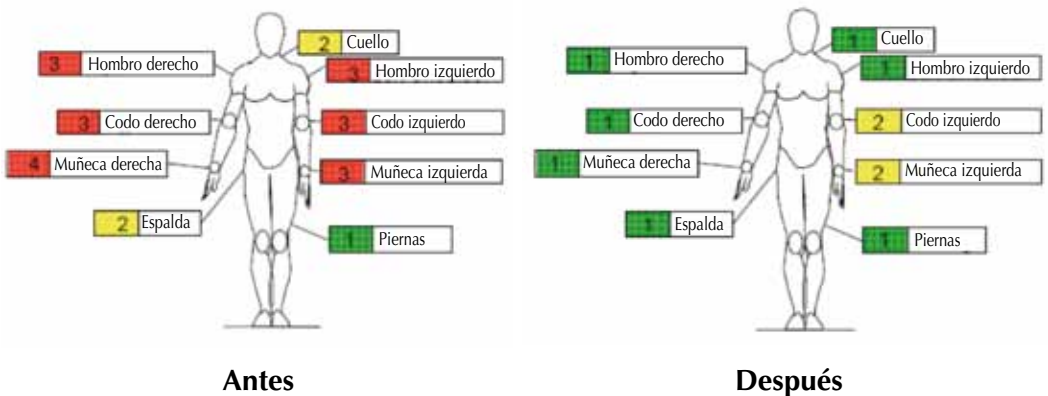 2 Cuello
3 Hombro derecho
3 Hombro izquierdo
3 Codo derecho
3 Codo izquierdo
4 Muñeca derecha
3 Muñeca izquierda
2 Espalda
1 Piernas
Antes
1 Cuello
1 Hombro derecho
1 Hombro izquierdo
1 Codo derecho
2 Codo izquierdo
1 Muñeca derecha
2 Muñeca izquierda
1 Espalda
1 Piernas
Después